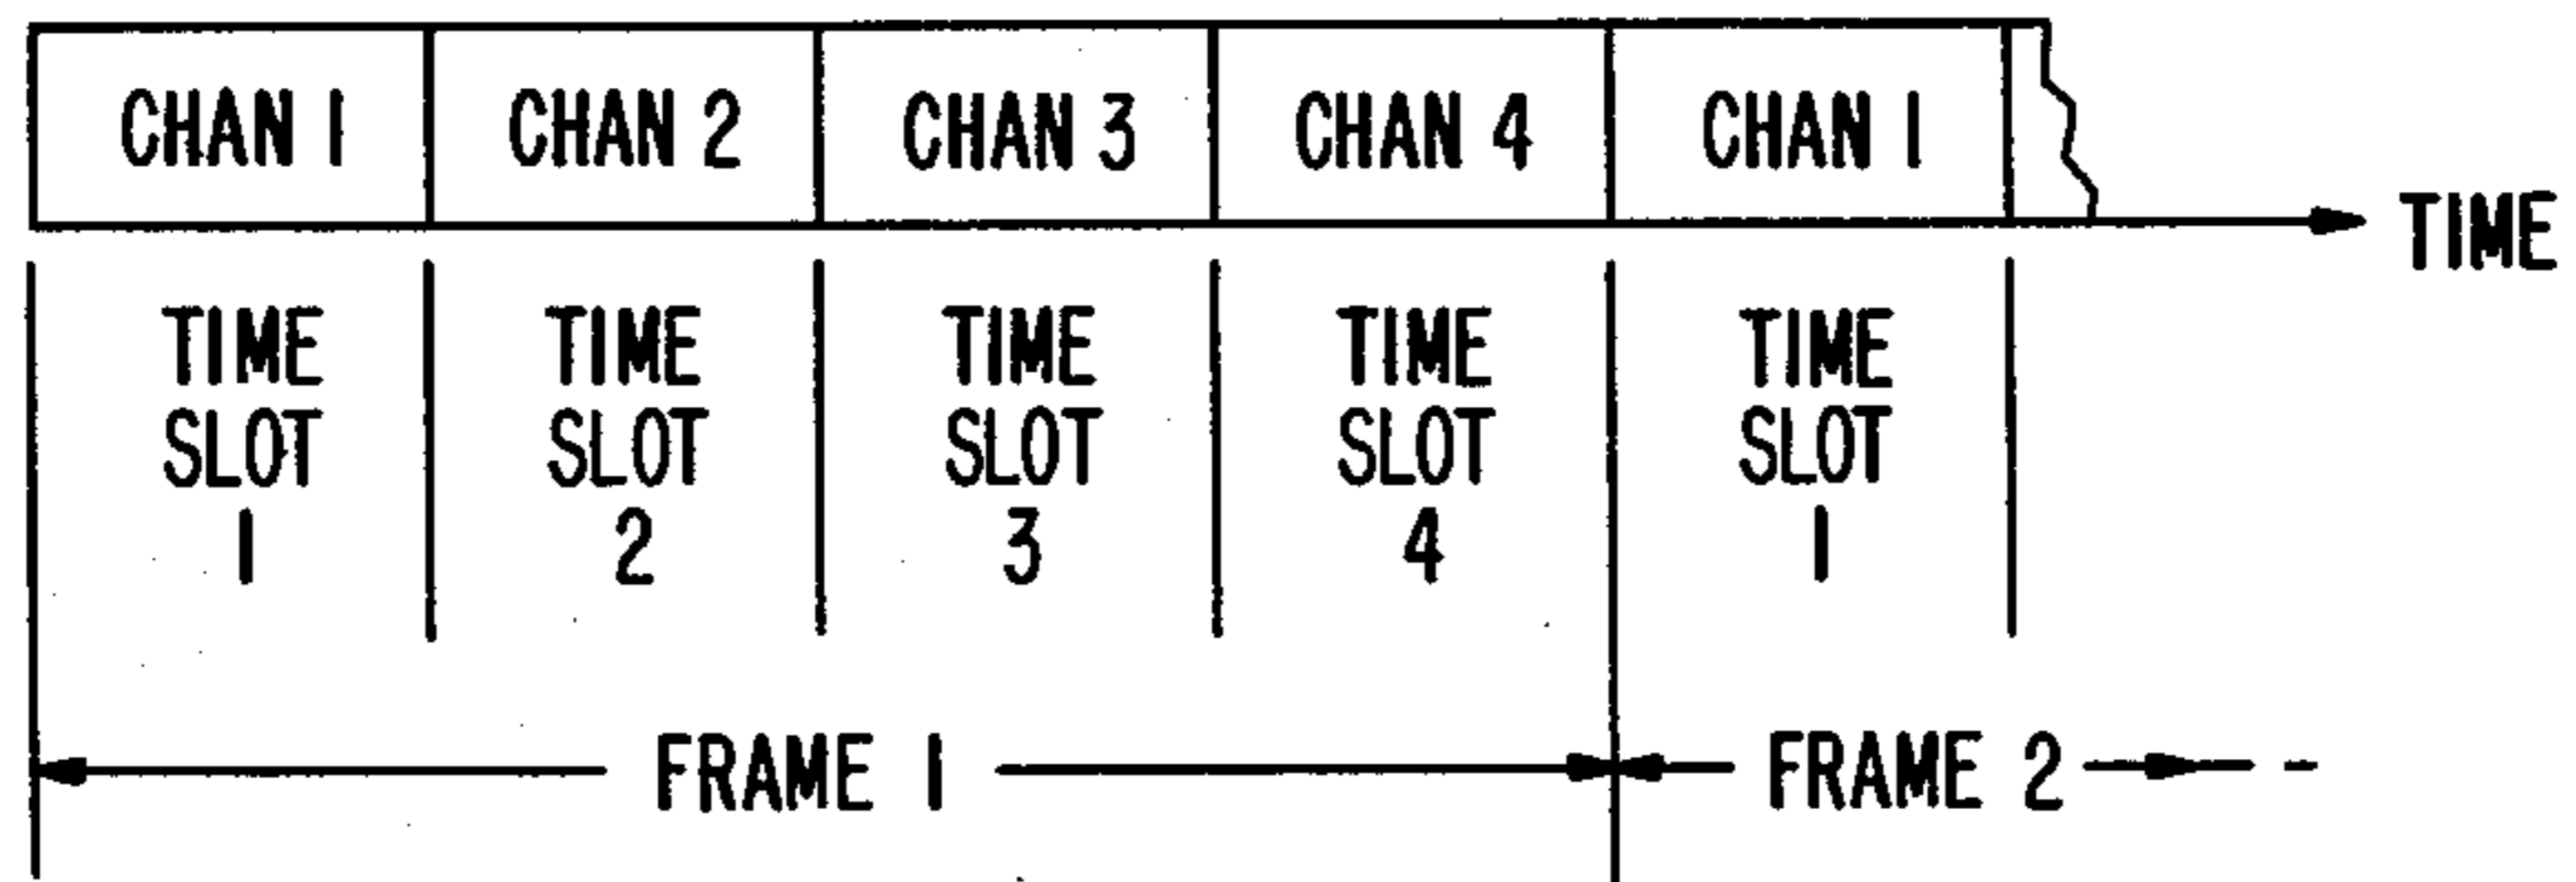 CHAN 1 CHAN 2 CHAN 3 CHAN 4 CHAN 1
TIME
TIME TIME TIME TIME TIME
SLOT SLOT SLOT SLOT SLOT
1 2 3 4 1
FRAME 1 FRAME 2